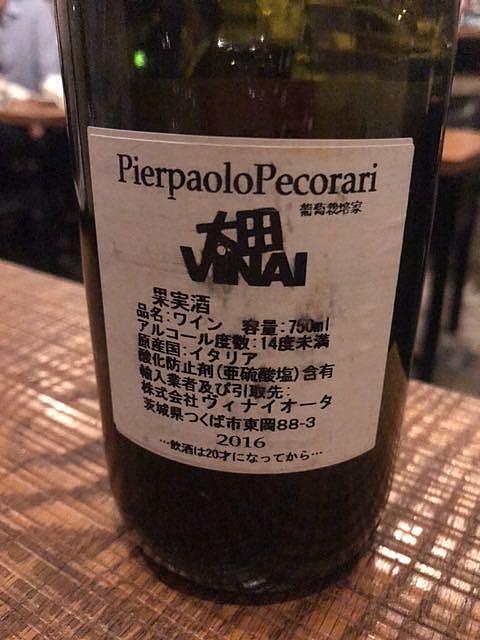 PierpaoloPecorari
葡萄栽培家
太田
VINAI
果実酒
品名:ワイン 容量:750ml
アルコール度数:14度未満
原産国:イタリア
酸化防止剤(亜硫酸塩)含有
輸入業者及び引取先:
株式会社ヴィナイオータ
茨城県つくば市東岡88-3
2016
…飲酒は20才になってから…